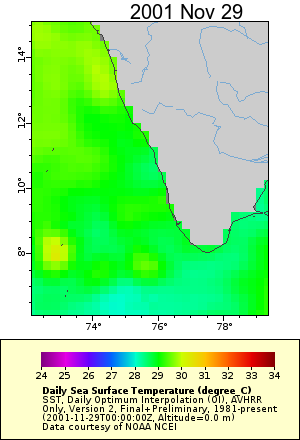 2001 Nov 29
14°
12°
10°
8°
74°
76°
78°
24 25 26 27 28 29 30 31 32 33 34
Daily Sea Surface Temperature (degree_C)
SST, Daily Optimum Interpolation (OI), AVHRR
Only, Version 2, Final+Preliminary, 1981-present
(2001-11-29T00:00:00Z, Altitude=0.0 m)
Data courtesy of NOAA NCEI